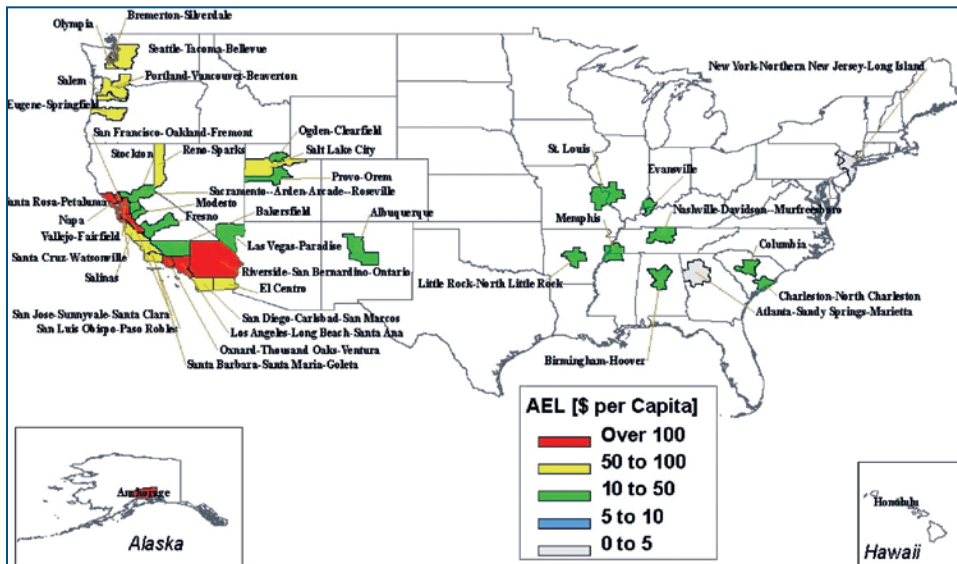 Bremerton-Silverdale
Olympia
Seattle-Tacoma-Bellevue
New York-Northern New Jersey-Long Island
Salem
Portland-Vancouver-Beaverton
Eugene-Springfield
San Francisco-Oakland-Fremont
Ogden-Clearfield
Stockton
Reno-Sparks
Salt Lake City
St. Louis
Evansville
Provo-Orem
Sacramento--Arden-Arcade--Roseville
Santa Rosa-Petaluma
Modesto
Napa
Fresno
Bakersfield
Albuquerque
Memphis
Nashville-Davidson--Murfreesboro
Vallejo-Fairfield
Las Vegas-Paradise
Columbia
Santa Cruz-Watsonville
Riverside-San Bernardino-Ontario
Salinas
El Centro
Little Rock-North Little Rock
Charleston-North Charleston
San Jose-Sunnyvale-Santa Clara
San Diego-Carlsbad-San Marcos
Atlanta-Sandy Springs-Marietta
San Luis Obispo-Paso Robles
Los Angeles-Long Beach-Santa Ana
Oxnard-Thousand Oaks-Ventura
Birmingham-Hoover
Santa Barbara-Santa Maria-Goleta
AEL [$ per Capita]
Over 100
50 to 100
10 to 50
5 to 10
0 to 5
Anchorage
Alaska
Honolulu
Hawaii